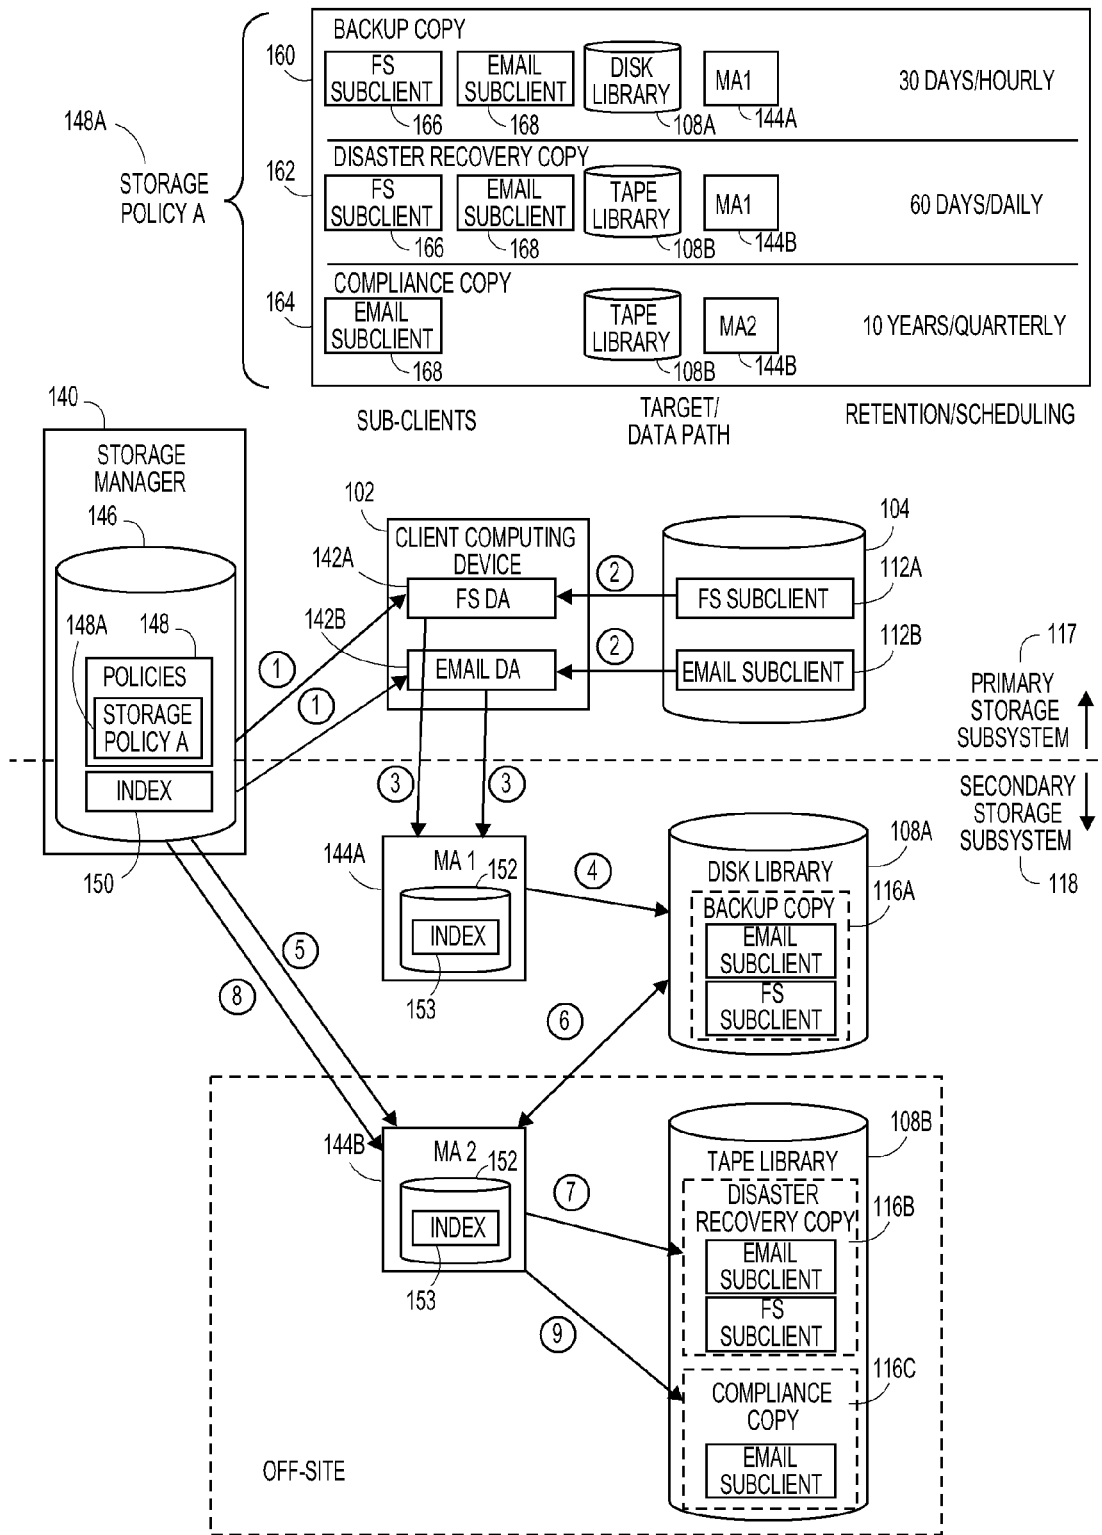 BACKUP COPY
160
FS
SUBCLIENT
166
EMAIL
SUBCLIENT
168
DISK
LIBRARY
108A
MA1
144A
30 DAYS/HOURLY
148A
STORAGE
POLICY A
DISASTER RECOVERY COPY
162
FS
SUBCLIENT
166
EMAIL
SUBCLIENT
168
TAPE
LIBRARY
108B
MA1
144B
60 DAYS/DAILY
COMPLIANCE COPY
164
EMAIL
SUBCLIENT
168
TAPE
LIBRARY
108B
MA2
144B
10 YEARS/QUARTERLY
SUB-CLIENTS
TARGET/
DATA PATH
RETENTION/SCHEDULING
140
STORAGE
MANAGER
146
148A
148
POLICIES
STORAGE
POLICY A
INDEX
150
102
CLIENT COMPUTING
DEVICE
142A
FS DA
142B
EMAIL DA
104
112A
FS SUBCLIENT
112B
EMAIL SUBCLIENT
1
1
2
2
117
PRIMARY
STORAGE
SUBSYSTEM
SECONDARY
STORAGE
SUBSYSTEM
118
3
3
144A
MA 1
152
INDEX
153
4
108A
DISK LIBRARY
116A
BACKUP COPY
EMAIL
SUBCLIENT
FS
SUBCLIENT
5
8
6
144B
MA 2
152
INDEX
153
7
9
108B
TAPE LIBRARY
DISASTER
RECOVERY COPY
116B
EMAIL
SUBCLIENT
FS
SUBCLIENT
116C
COMPLIANCE
COPY
EMAIL
SUBCLIENT
OFF-SITE